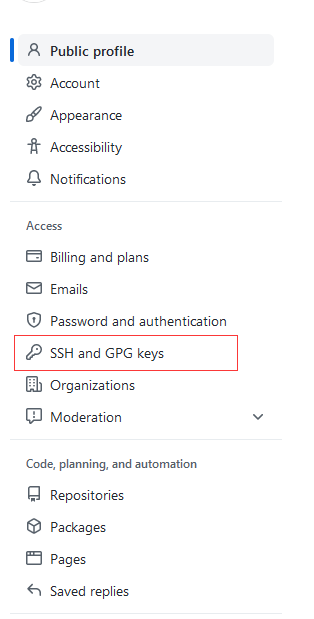 Public profile
Account
Appearance
Accessibility
Notifications
Access
Billing and plans
Emails
Password and authentication
SSH and GPG keys
Organizations
Moderation
Code, planning, and automation
Repositories
Packages
Pages
Saved replies